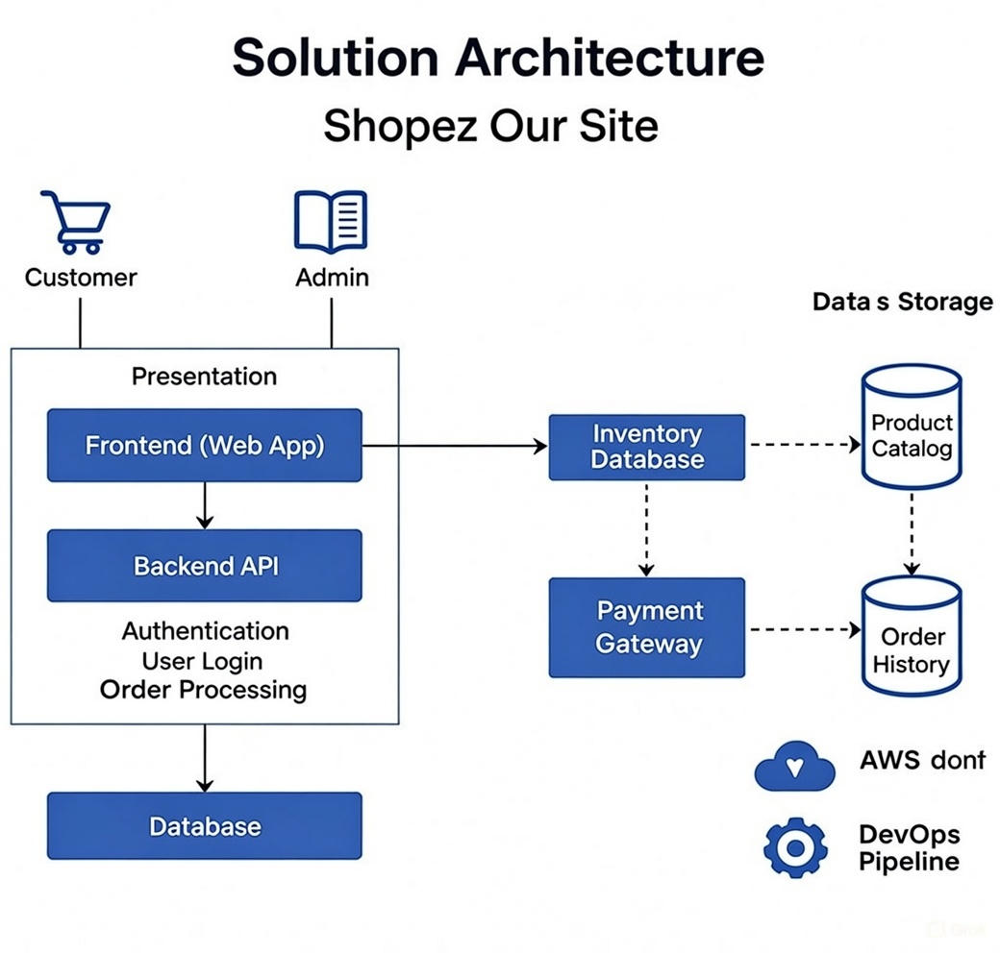 Solution Architecture
Shopez Our Site
Customer
Admin
Presentation
Frontend (Web App)
Backend API
Authentication
User Login
Order Processing
Database
Inventory
Database
Payment
Gateway
Data s Storage
Product
Catalog
Order
History
AWS donf
DevOps
Pipeline